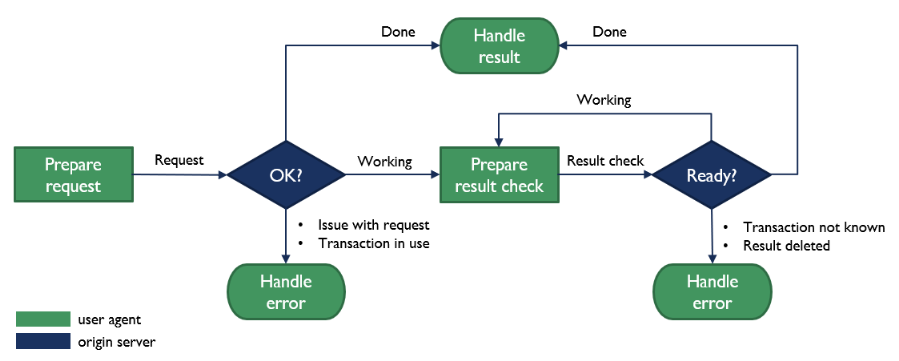 Done
Handle
result
Done
Working
Prepare
request
Request
OK?
Working
Prepare
result check
Result check
Ready?
• Issue with request
• Transaction in use
• Transaction not known
• Result deleted
Handle
error
Handle
error
user agent
origin server